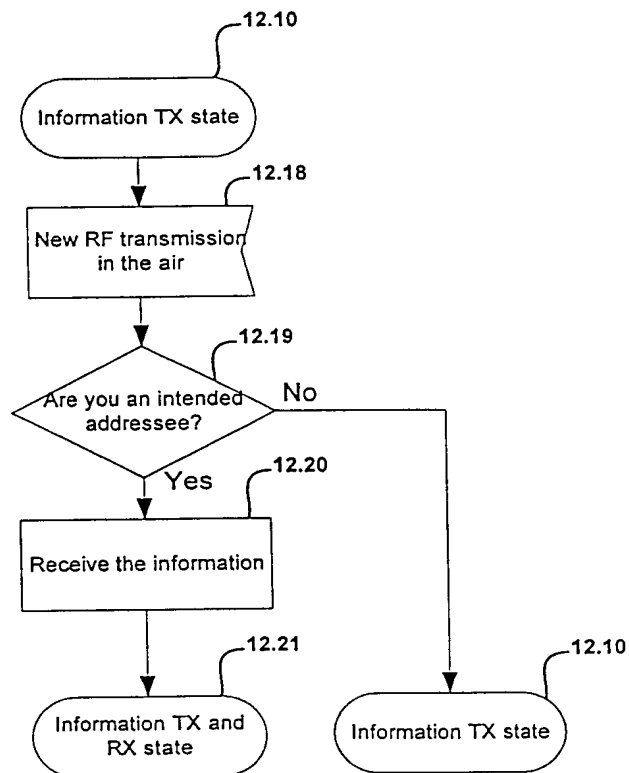 12.10
Information TX state
12.18
New RF transmission
in the air
12.19
Are you an intended
addressee?
No
Yes
12.20
Receive the information
12.21
12.10
Information TX and
RX state
Information TX state